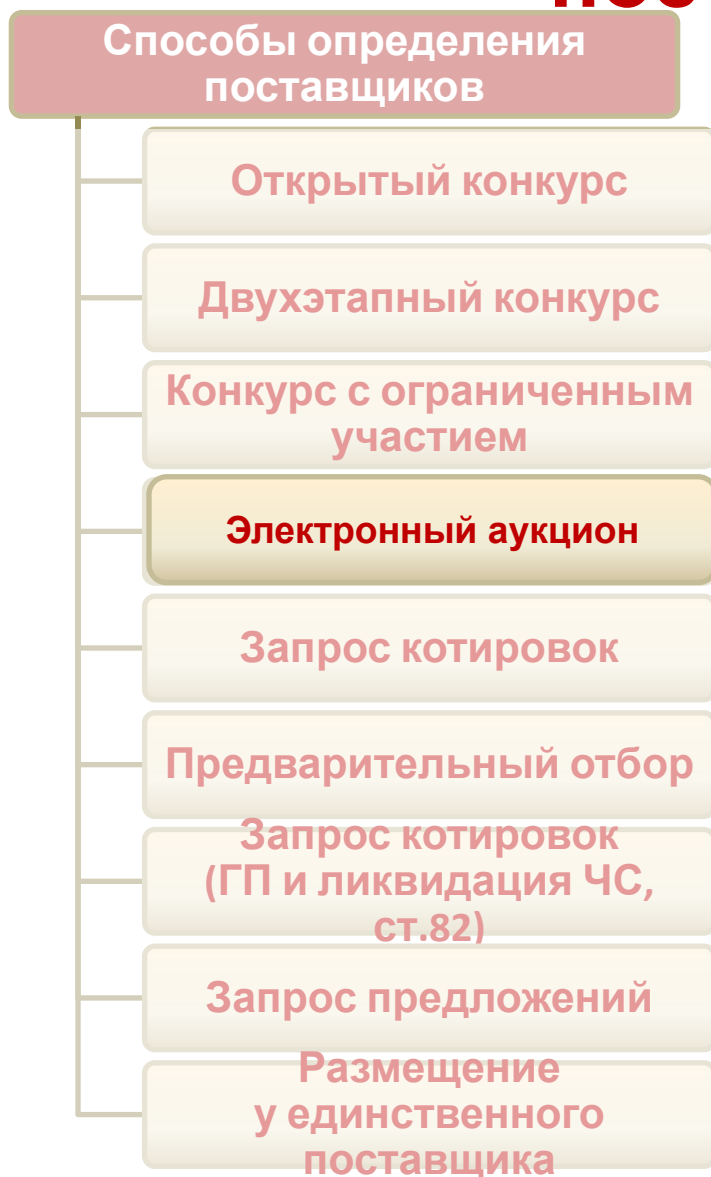 Способы определения
поставщиков
Открытый конкурс
Двухэтапный конкурс
Конкурс с ограниченным
участием
Электронный аукцион
Запрос котировок
Предварительный отбор
Запрос котировок
(ГП и ликвидация ЧС,
ст.82)
Запрос предложений
Размещение
у единственного
поставщика